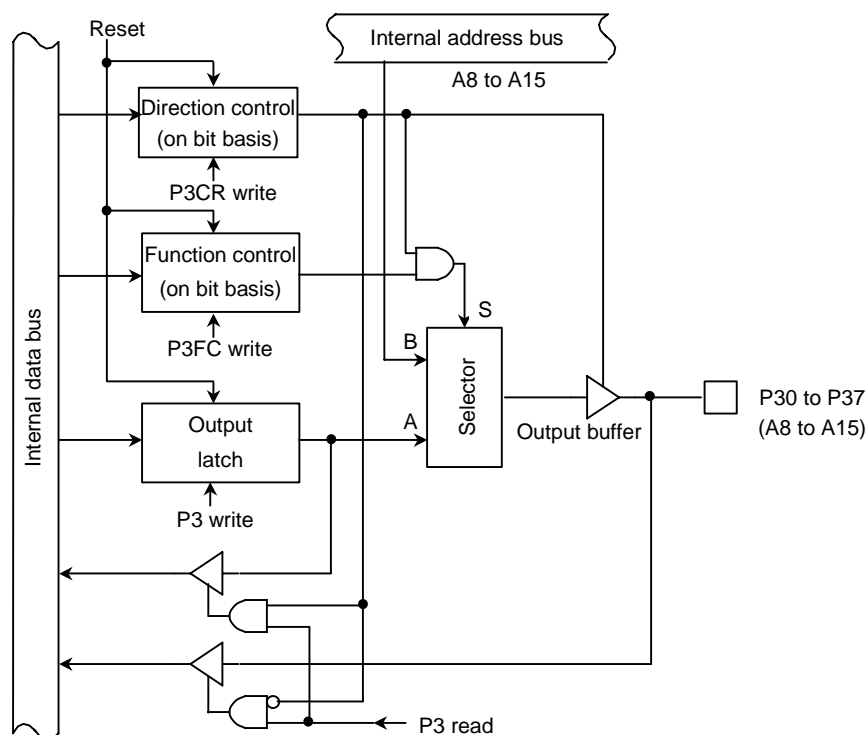 Reset
Internal address bus
A8 to A15
Direction control
(on bit basis)
P3CR write
Function control
(on bit basis)
P3FC write
S
B
Selector
A
Output buffer
P30 to P37
(A8 to A15)
Internal data bus
Output
latch
P3 write
P3 read